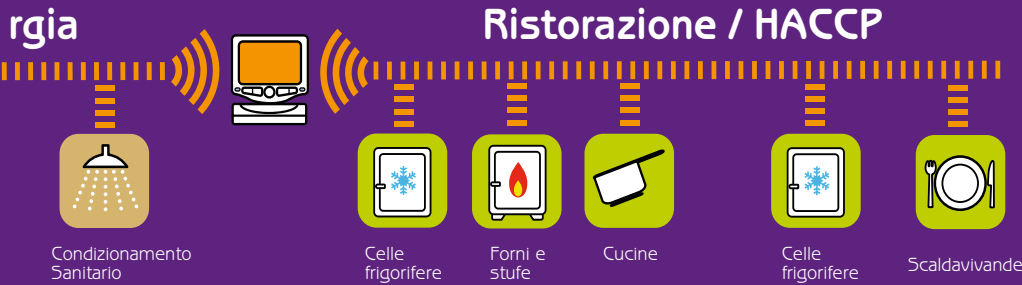 rgia
Ristorazione / HACCP
Condizionamento
Sanitario
Celle
frigorifere
Forni e
stufe
Cucine
Celle
frigorifere
Scaldavivande